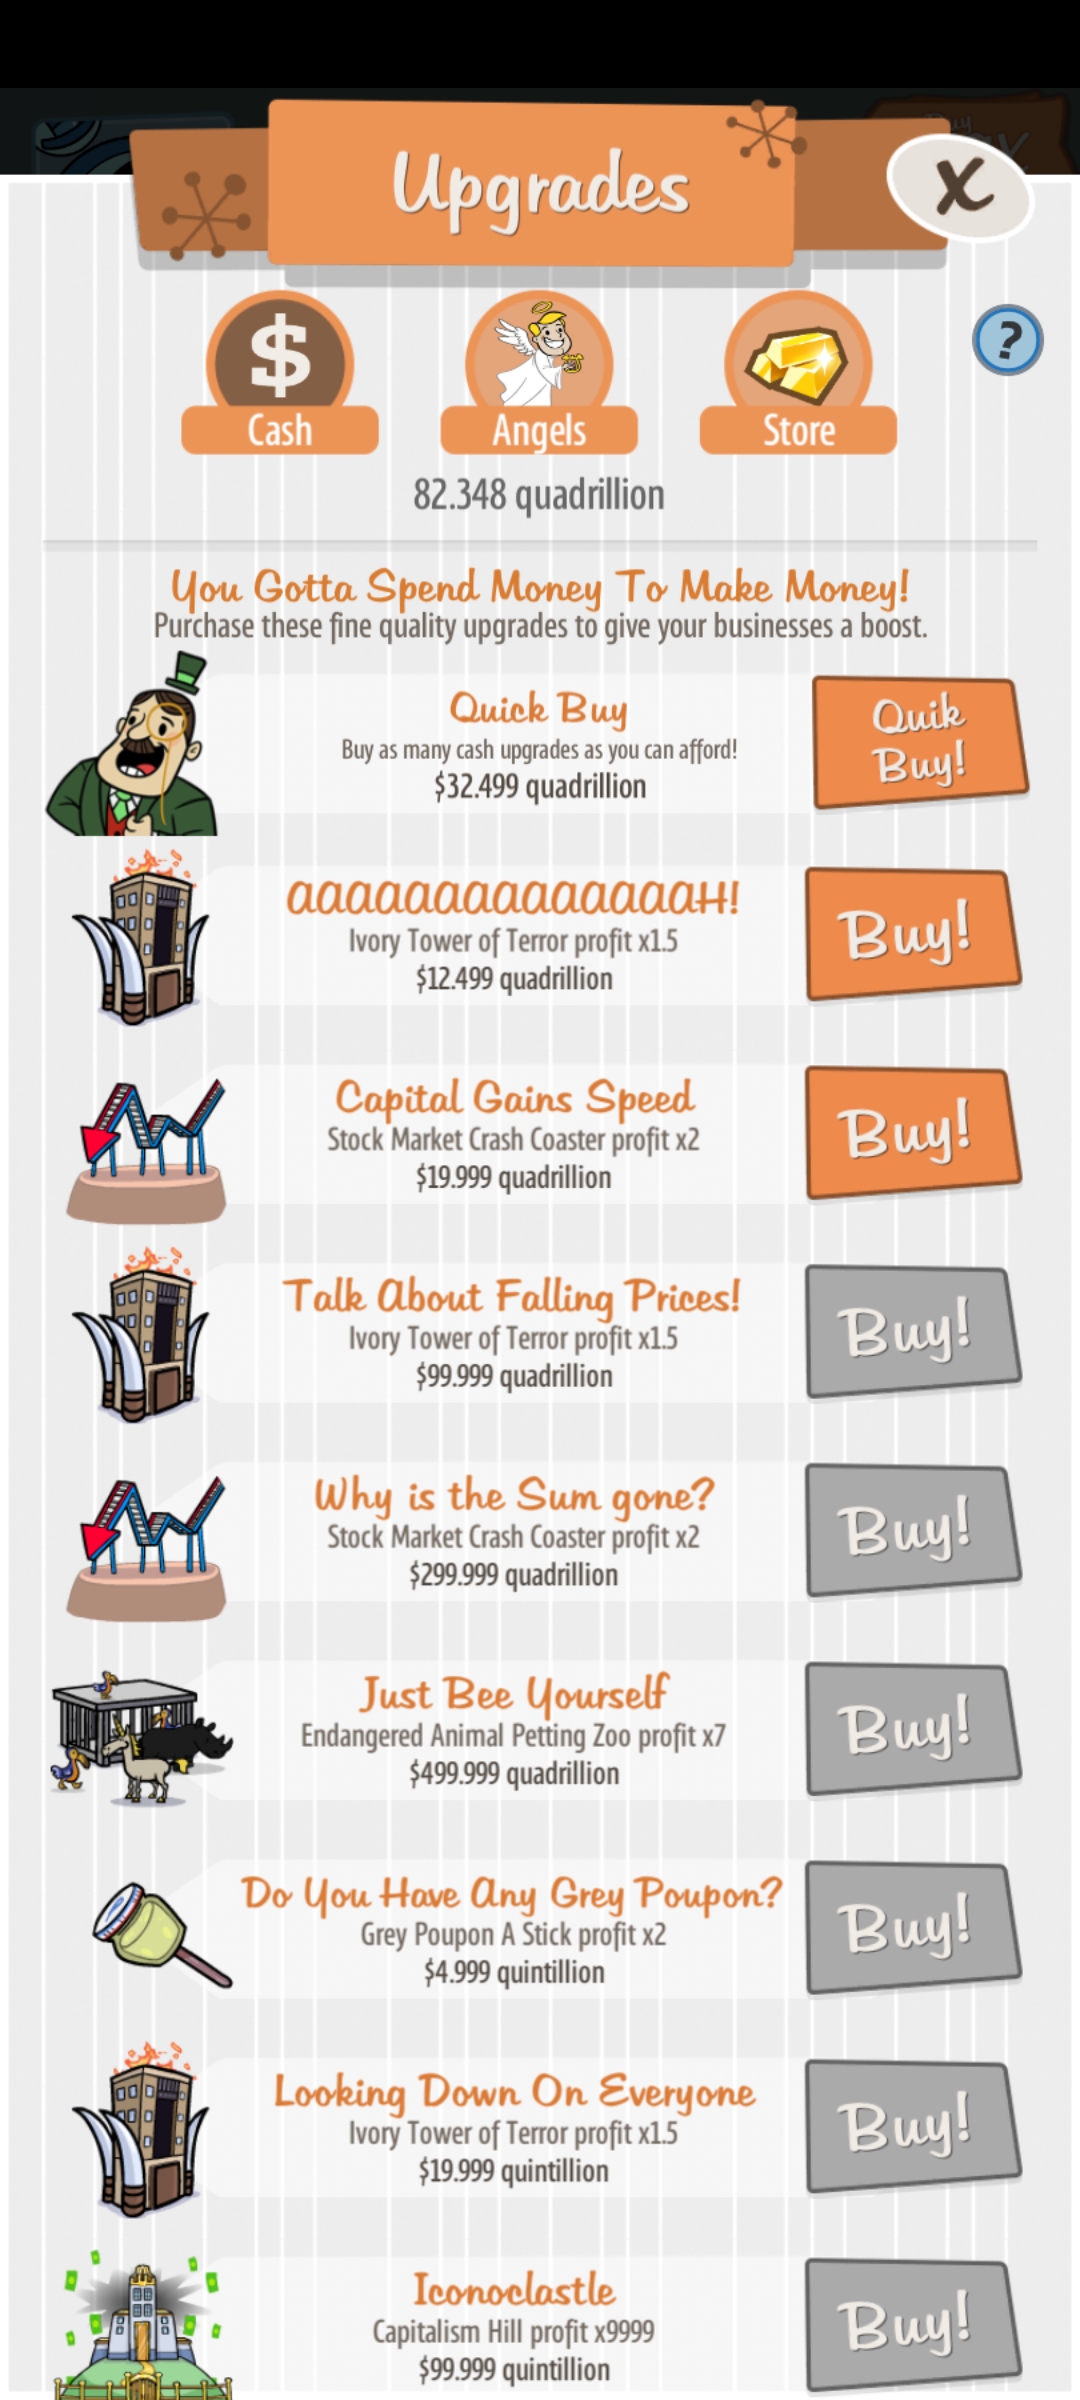 Upgrades
X
Cash
Angels
Store
?
82.348 quadrillion
You Gotta Spend Money To Make Money!
Purchase these fine quality upgrades to give your businesses a boost.
Quick Buy
Buy as many cash upgrades as you can afford!
$32.499 quadrillion
Quik
Buy!
aaaaaaaaaaaaaaH!
Ivory Tower of Terror profit x1.5
$12.499 quadrillion
Buy!
Capital Gains Speed
Stock Market Crash Coaster profit x2
$19.999 quadrillion
Buy!
Talk About Falling Prices!
Ivory Tower of Terror profit x1.5
$99.999 quadrillion
Buy!
Why is the Sum gone?
Stock Market Crash Coaster profit x2
$299.999 quadrillion
Buy!
Just Bee Yourself
Endangered Animal Petting Zoo profit x7
$499.999 quadrillion
Buy!
Do You Have Any Grey Poupon?
Grey Poupon A Stick profit x2
$4.999 quintillion
Buy!
Looking Down On Everyone
Ivory Tower of Terror profit x1.5
$19.999 quintillion
Buy!
Iconoclastle
Capitalism Hill profit x9999
$99.999 quintillion
Buy!